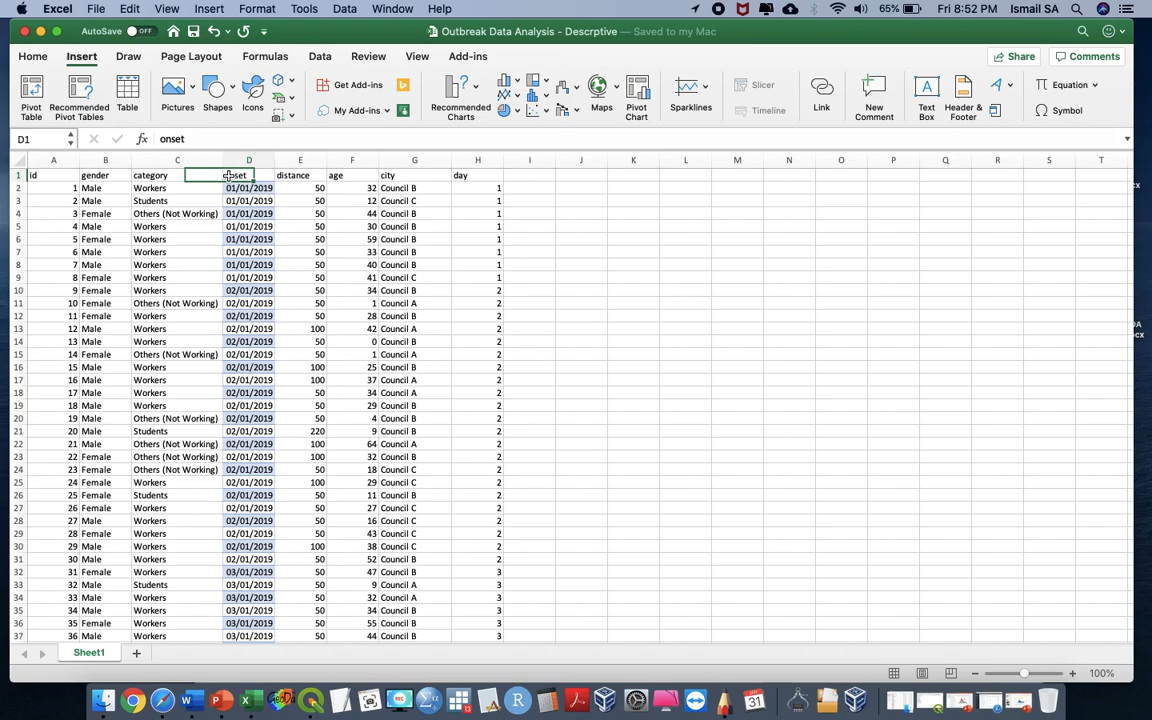 Excel File Edit View Insert Format Tools Data Window Help 65% Fri 8:52 PM Ismail SA
AutoSave OFF Outbreak Data Analysis - Descrptive — Saved to my Mac
Home Insert Draw Page Layout Formulas Data Review View Add-ins Share Comments
Get Add-ins Slicer Equation
My Add-ins Timeline Symbol
Pivot Table Recommended Pivot Tables Table Pictures Shapes Icons Recommended Charts Maps Pivot Chart Sparklines Link New Comment Text Box Header & Footer
D1 fx onset
A B C D E F G H I J K L M N O P Q R S T
1 id gender category onset distance age city day
2 1 Male Workers 01/01/2019 50 32 Council B 1
3 2 Male Students 01/01/2019 50 12 Council C 1
4 3 Female Others (Not Working) 01/01/2019 50 44 Council B 1
5 4 Male Workers 01/01/2019 50 30 Council B 1
6 5 Female Workers 01/01/2019 50 59 Council B 1
7 6 Male Workers 01/01/2019 50 33 Council B 1
8 7 Male Workers 01/01/2019 50 40 Council B 1
9 8 Female Workers 01/01/2019 50 41 Council C 1
10 9 Female Workers 02/01/2019 50 34 Council B 2
11 10 Female Others (Not Working) 02/01/2019 50 1 Council A 2
12 11 Female Workers 02/01/2019 50 28 Council B 2
13 12 Male Workers 02/01/2019 100 42 Council A 2
14 13 Male Workers 02/01/2019 50 0 Council B 2
15 14 Female Others (Not Working) 02/01/2019 50 1 Council A 2
16 15 Male Workers 02/01/2019 100 25 Council B 2
17 16 Male Workers 02/01/2019 100 37 Council A 2
18 17 Male Workers 02/01/2019 50 34 Council A 2
19 18 Male Workers 02/01/2019 50 29 Council B 2
20 19 Male Others (Not Working) 02/01/2019 50 4 Council B 2
21 20 Male Students 02/01/2019 220 9 Council B 2
22 21 Male Others (Not Working) 02/01/2019 100 64 Council A 2
23 22 Female Others (Not Working) 02/01/2019 100 32 Council B 2
24 23 Female Others (Not Working) 02/01/2019 50 18 Council C 2
25 24 Female Workers 02/01/2019 100 29 Council C 2
26 25 Female Students 02/01/2019 50 11 Council B 2
27 26 Female Workers 02/01/2019 50 27 Council C 2
28 27 Male Workers 02/01/2019 50 16 Council C 2
29 28 Female Workers 02/01/2019 50 43 Council C 2
30 29 Male Workers 02/01/2019 100 38 Council C 2
31 30 Male Workers 02/01/2019 50 52 Council B 2
32 31 Female Workers 03/01/2019 50 47 Council B 3
33 32 Male Students 03/01/2019 50 9 Council A 3
34 33 Male Workers 03/01/2019 50 32 Council A 3
35 34 Male Workers 03/01/2019 50 34 Council B 3
36 35 Female Workers 03/01/2019 50 55 Council B 3
37 36 Male Workers 03/01/2019 50 44 Council B 3
Sheet1
100%